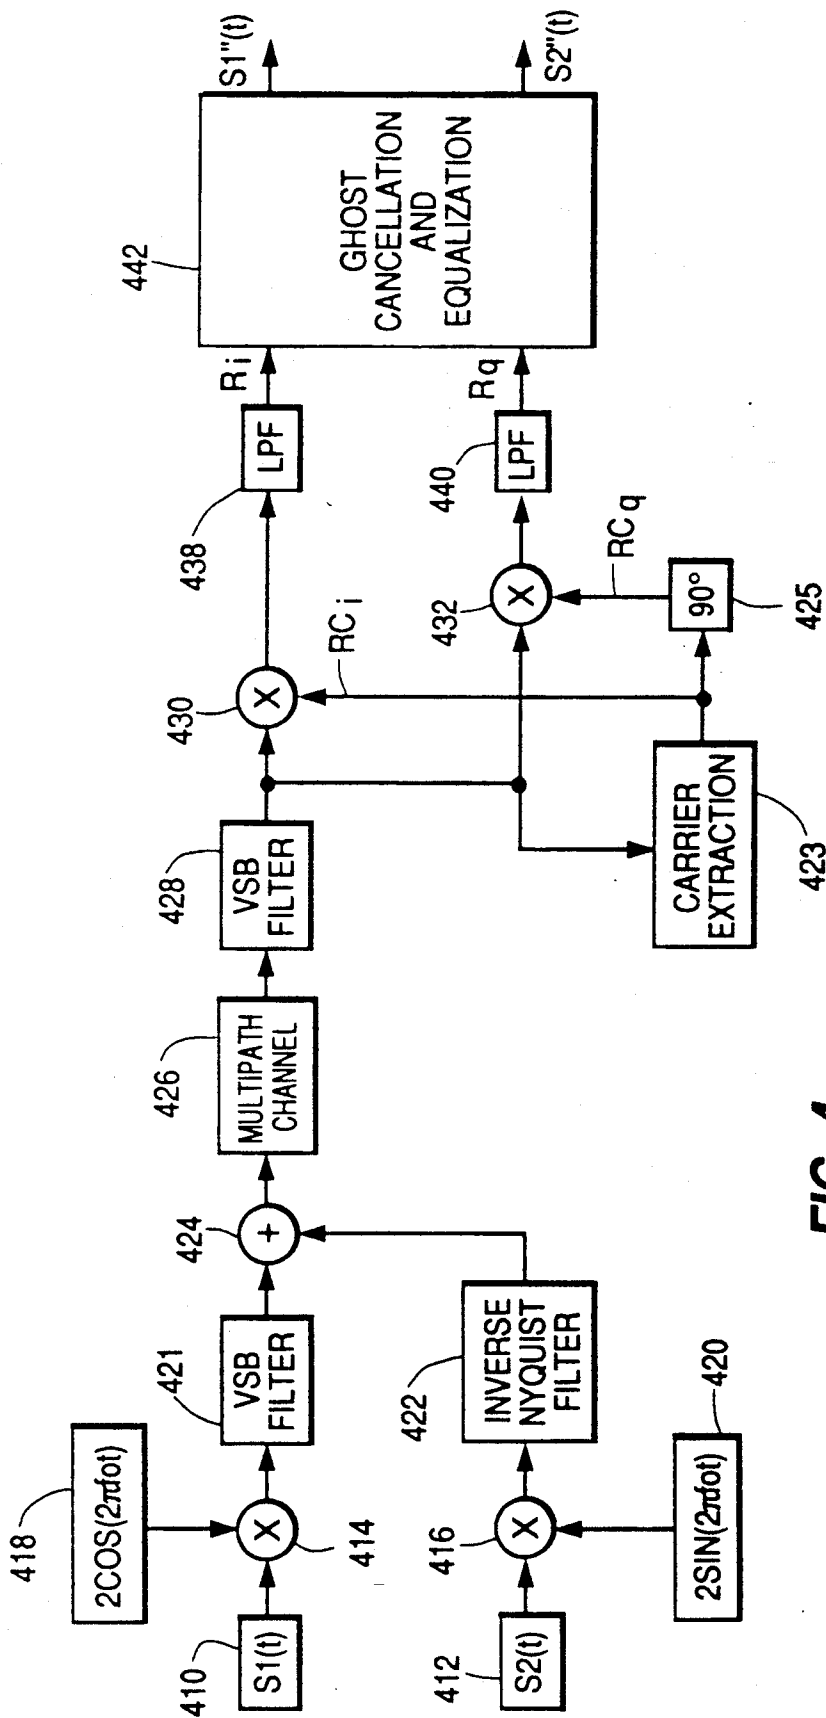 418
2COS(2πfot)
410
S1(t)
414
421
VSB
FILTER
424
+
X
426
MULTIPATH
CHANNEL
428
VSB
FILTER
430
X
RCi
438
LPF
Ri
442
GHOST
CANCELLATION
AND
EQUALIZATION
S1"(t)
S2"(t)
412
S2(t)
416
X
422
INVERSE
NYQUIST
FILTER
420
2SIN(2πfot)
432
X
440
LPF
Rq
RCq
90°
425
CARRIER
EXTRACTION
423